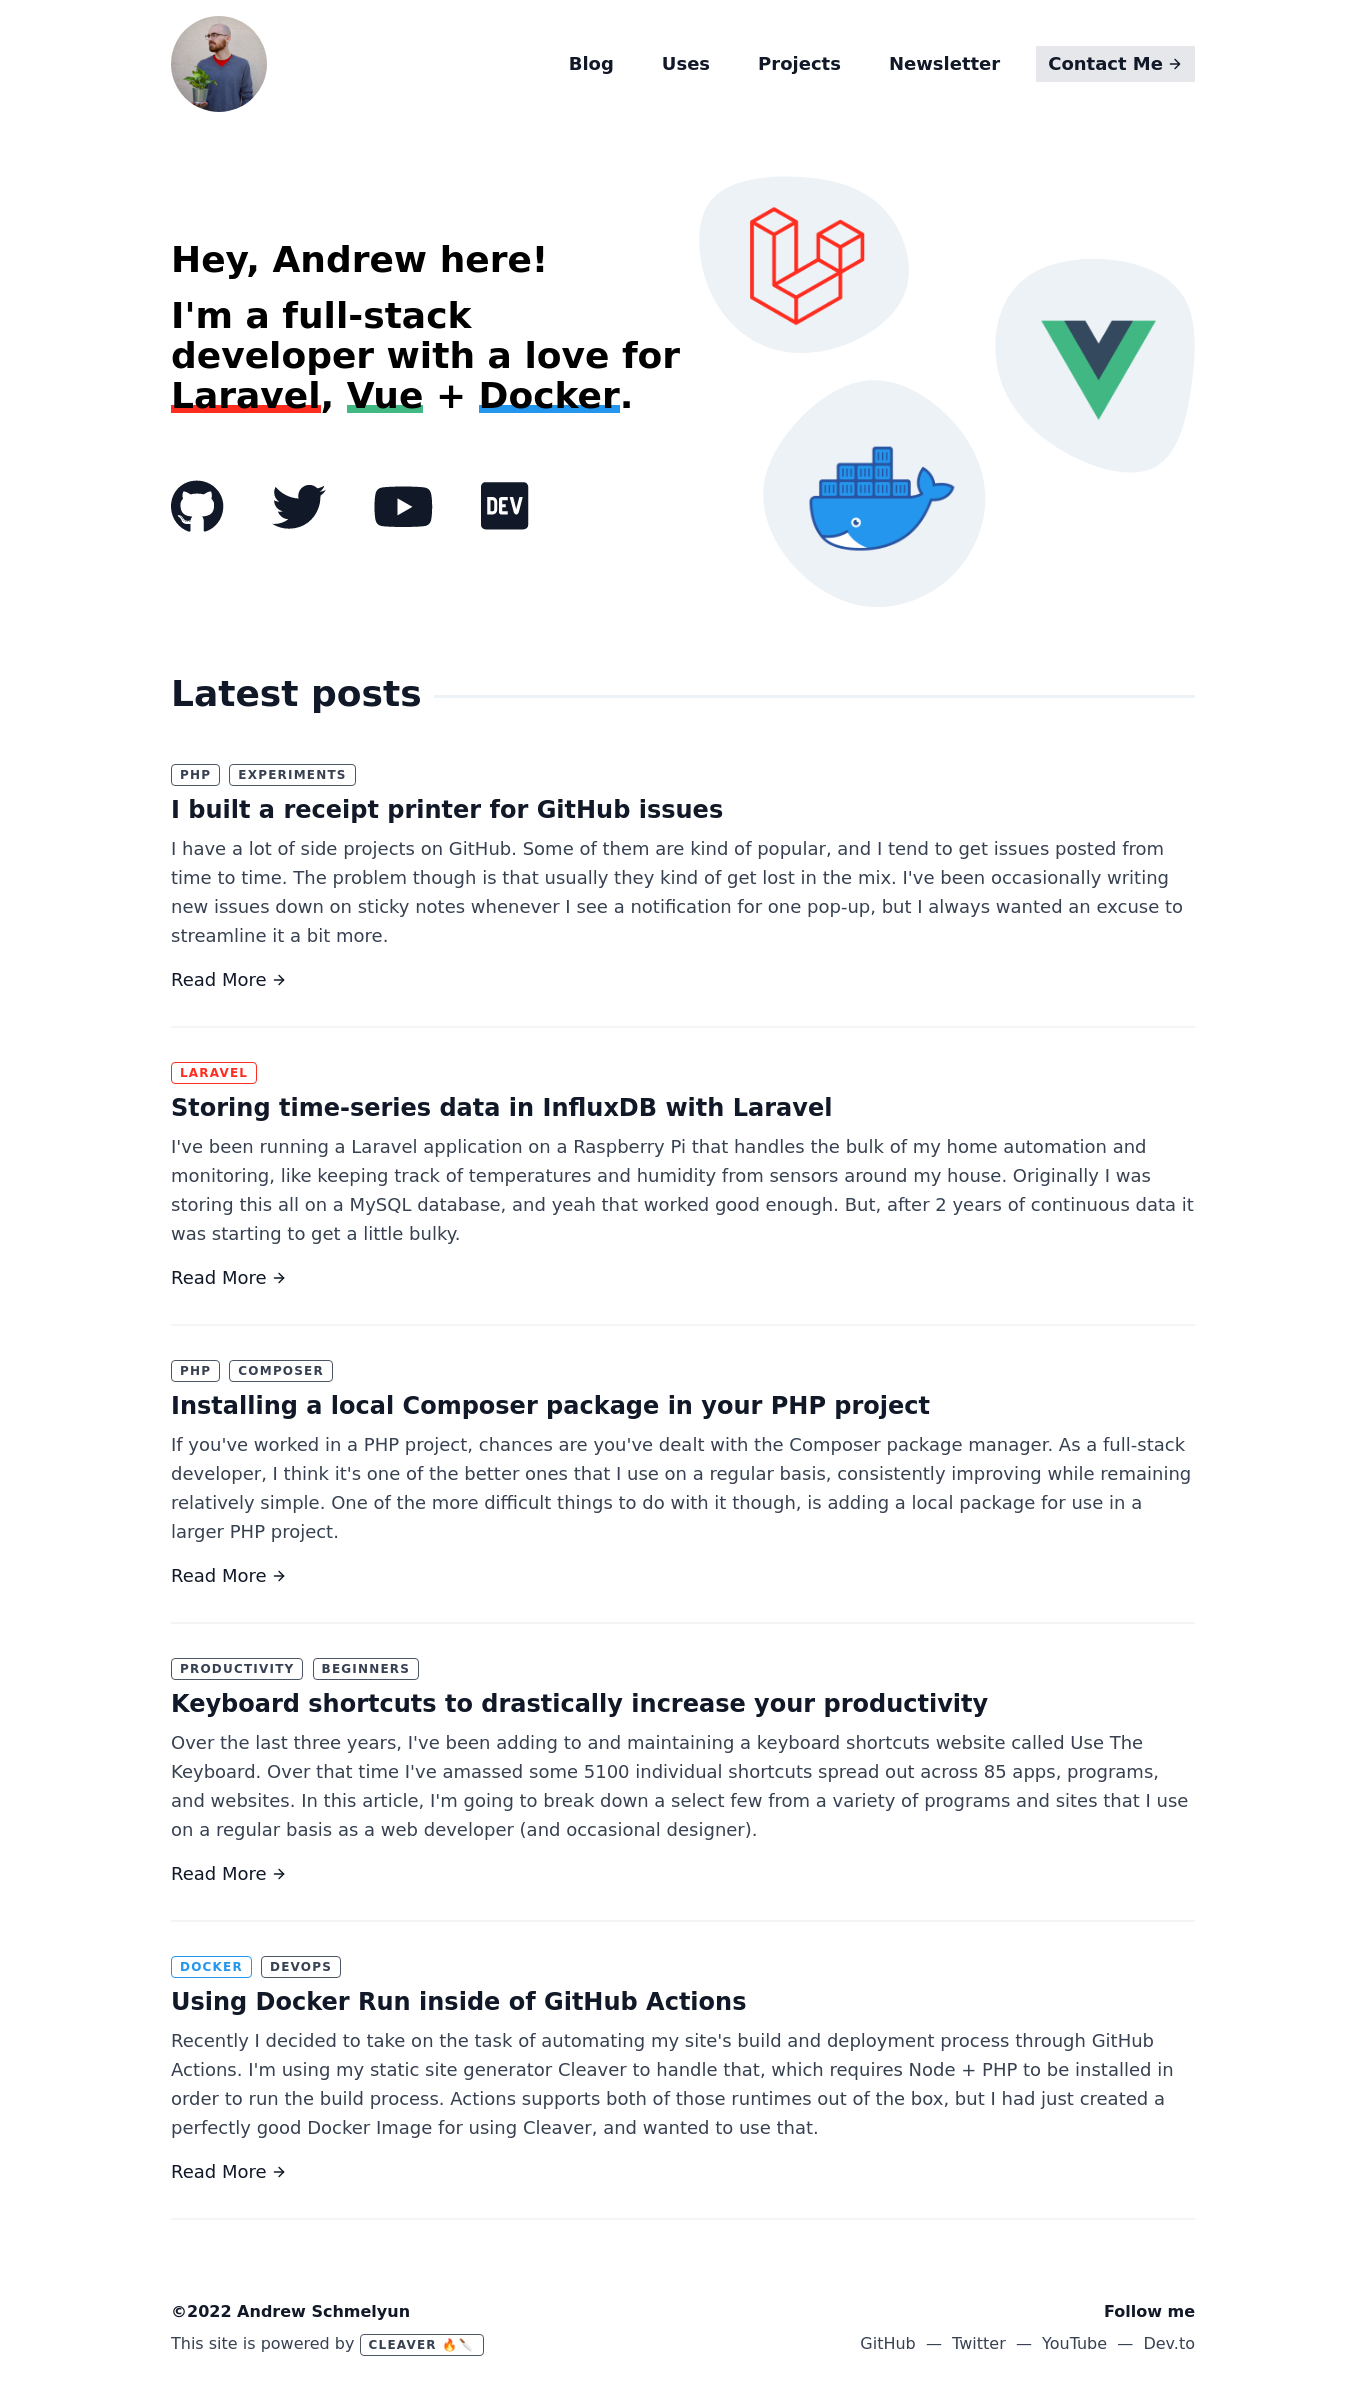 Blog Uses Projects Newsletter Contact Me →
Hey, Andrew here!
I'm a full-stack
developer with a love for
Laravel, Vue + Docker.
DEV
Latest posts
PHP EXPERIMENTS
I built a receipt printer for GitHub issues
I have a lot of side projects on GitHub. Some of them are kind of popular, and I tend to get issues posted from
time to time. The problem though is that usually they kind of get lost in the mix. I've been occasionally writing
new issues down on sticky notes whenever I see a notification for one pop-up, but I always wanted an excuse to
streamline it a bit more.
Read More →
LARAVEL
Storing time-series data in InfluxDB with Laravel
I've been running a Laravel application on a Raspberry Pi that handles the bulk of my home automation and
monitoring, like keeping track of temperatures and humidity from sensors around my house. Originally I was
storing this all on a MySQL database, and yeah that worked good enough. But, after 2 years of continuous data it
was starting to get a little bulky.
Read More →
PHP COMPOSER
Installing a local Composer package in your PHP project
If you've worked in a PHP project, chances are you've dealt with the Composer package manager. As a full-stack
developer, I think it's one of the better ones that I use on a regular basis, consistently improving while remaining
relatively simple. One of the more difficult things to do with it though, is adding a local package for use in a
larger PHP project.
Read More →
PRODUCTIVITY BEGINNERS
Keyboard shortcuts to drastically increase your productivity
Over the last three years, I've been adding to and maintaining a keyboard shortcuts website called Use The
Keyboard. Over that time I've amassed some 5100 individual shortcuts spread out across 85 apps, programs,
and websites. In this article, I'm going to break down a select few from a variety of programs and sites that I use
on a regular basis as a web developer (and occasional designer).
Read More →
DOCKER DEVOPS
Using Docker Run inside of GitHub Actions
Recently I decided to take on the task of automating my site's build and deployment process through GitHub
Actions. I'm using my static site generator Cleaver to handle that, which requires Node + PHP to be installed in
order to run the build process. Actions supports both of those runtimes out of the box, but I had just created a
perfectly good Docker Image for using Cleaver, and wanted to use that.
Read More →
©2022 Andrew Schmelyun
This site is powered by CLEAVER 🔥🔪
Follow me
GitHub — Twitter — YouTube — Dev.to